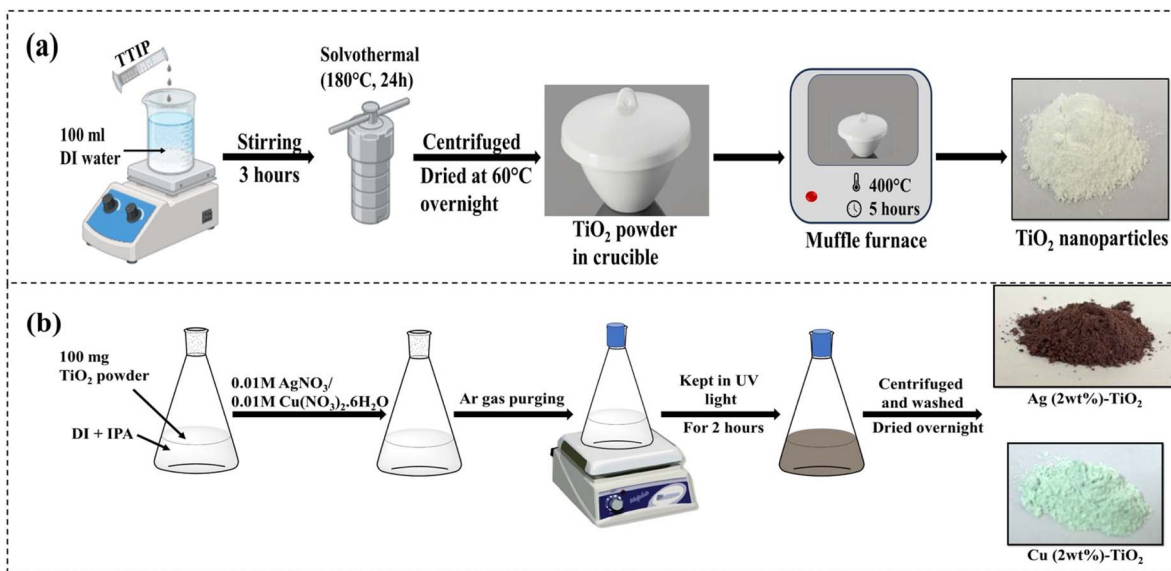 (a)
TTIP
100 ml
DI water
Stirring
3 hours
Solvothermal
(180°C, 24h)
Centrifuged
Dried at 60°C
overnight
TiO₂ powder
in crucible
400°C
5 hours
Muffle furnace
TiO₂ nanoparticles
(b)
100 mg
TiO₂ powder
DI + IPA
0.01M AgNO₃/
0.01M Cu(NO₃)₂.6H₂O
Ar gas purging
Kept in UV
light
For 2 hours
Centrifuged
and washed
Dried overnight
Ag (2wt%)-TiO₂
Cu (2wt%)-TiO₂